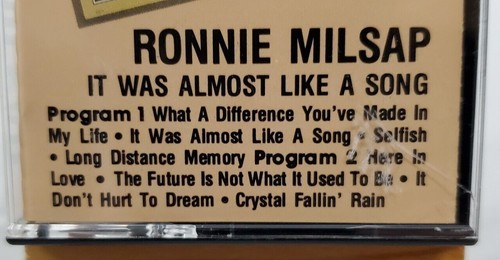 RONNIE MILSAP
IT WAS ALMOST LIKE A SONG
Program 1 What A Difference You've Made In
My Life • It Was Almost Like A Song • Selfish
• Long Distance Memory Program 2 Here In
Love • The Future Is Not What It Used To Be • It
Don't Hurt To Dream • Crystal Fallin' Rain